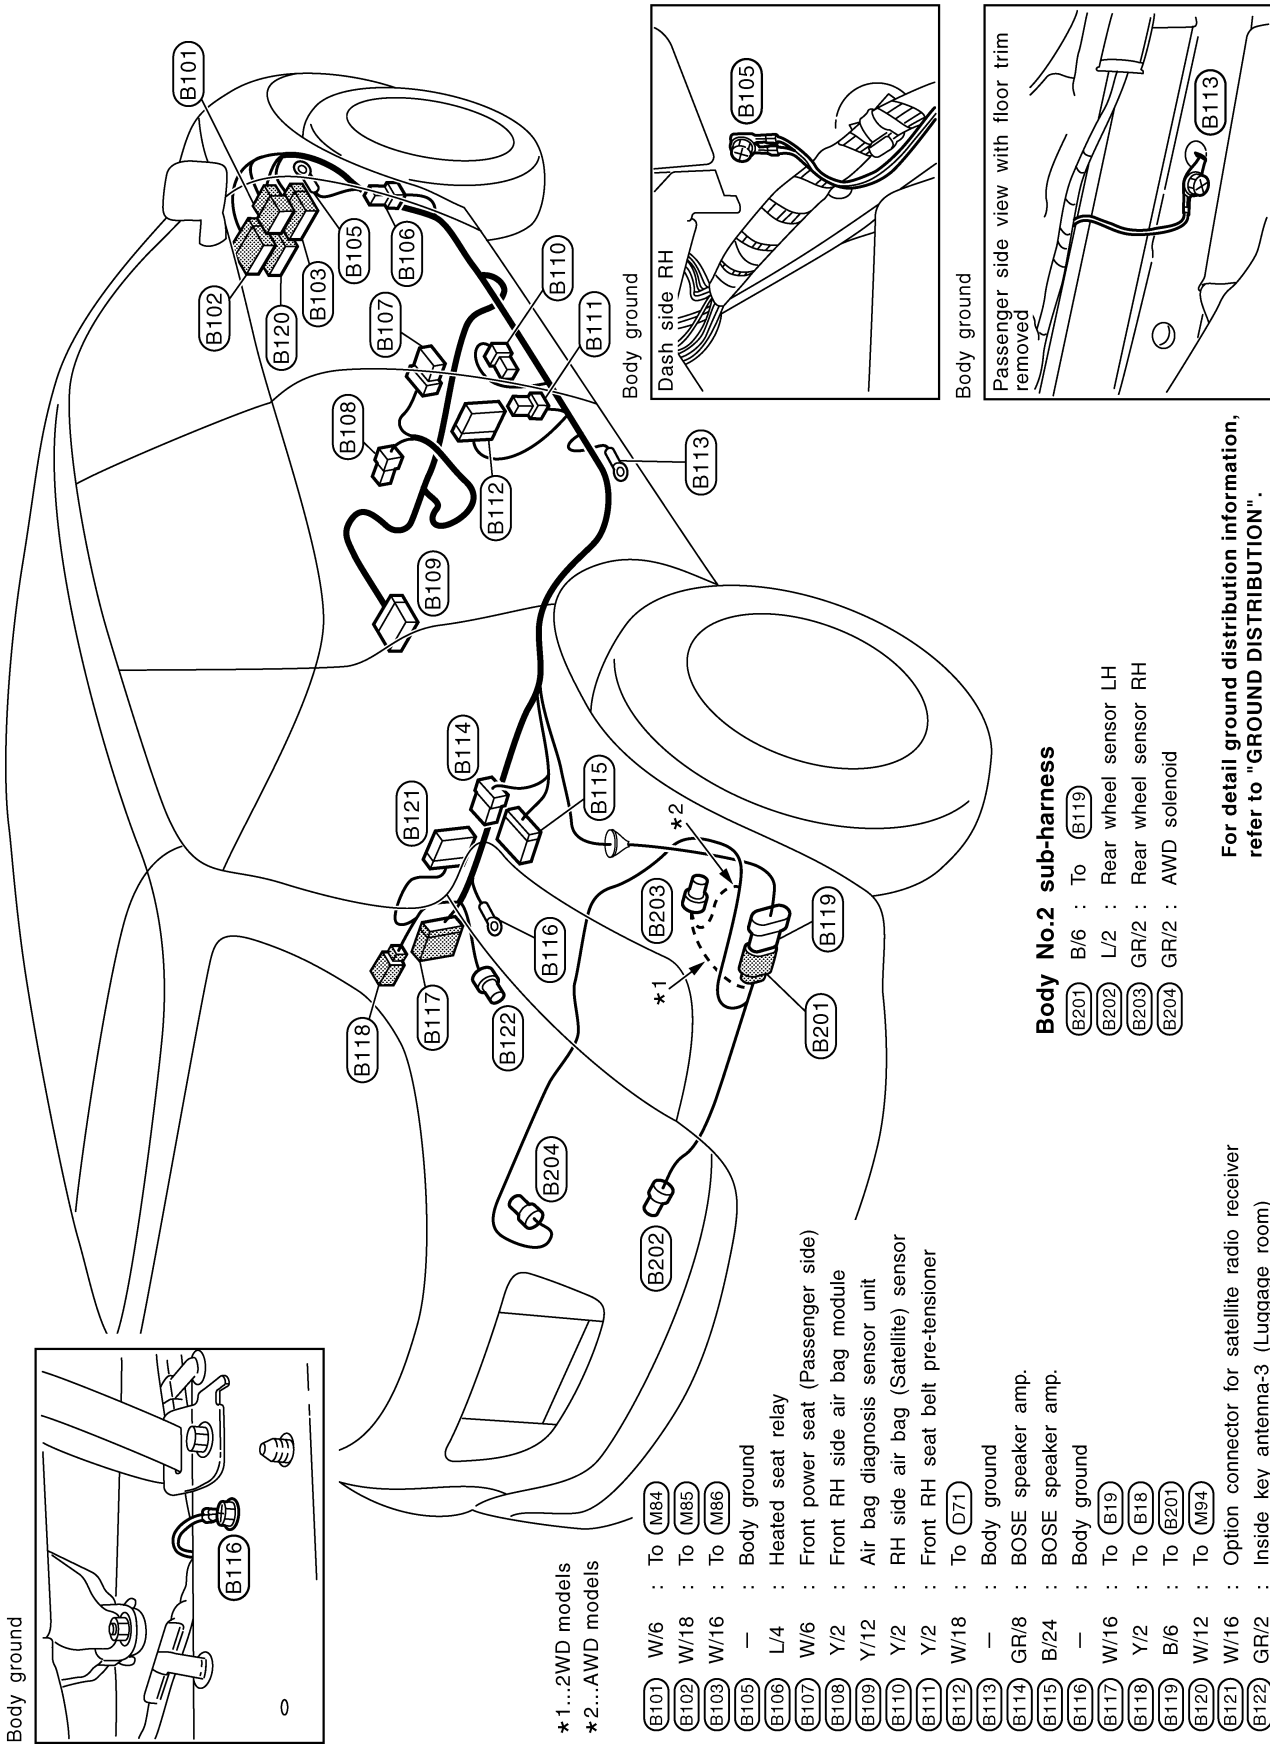 Body ground
B116
B101
B102
B120
B103
B105
B106
B107
B108
B110
B111
B112
B113
B109
B114
B121
B115
B116
B117
B118
B122
B119
B201
B203
*1
*2
B204
B202
Body ground
Dash side RH
B105
Body ground
Passenger side view with floor trim
removed
B113
*1...2WD models
*2...AWD models
B101 W/6 : To M84
B102 W/18 : To M85
B103 W/16 : To M86
B105 – : Body ground
B106 L/4 : Heated seat relay
B107 W/6 : Front power seat (Passenger side)
B108 Y/2 : Front RH side air bag module
B109 Y/12 : Air bag diagnosis sensor unit
B110 Y/2 : RH side air bag (Satellite) sensor
B111 Y/2 : Front RH seat belt pre-tensioner
B112 W/18 : To D71
B113 – : Body ground
B114 GR/8 : BOSE speaker amp.
B115 B/24 : BOSE speaker amp.
B116 – : Body ground
B117 W/16 : To B19
B118 Y/2 : To B18
B119 B/6 : To B201
B120 W/12 : To M94
B121 W/16 : Option connector for satellite radio receiver
B122 GR/2 : Inside key antenna-3 (Luggage room)
Body No.2 sub-harness
B201 B/6 : To B119
B202 L/2 : Rear wheel sensor LH
B203 GR/2 : Rear wheel sensor RH
B204 GR/2 : AWD solenoid
For detail ground distribution information,
refer to "GROUND DISTRIBUTION".